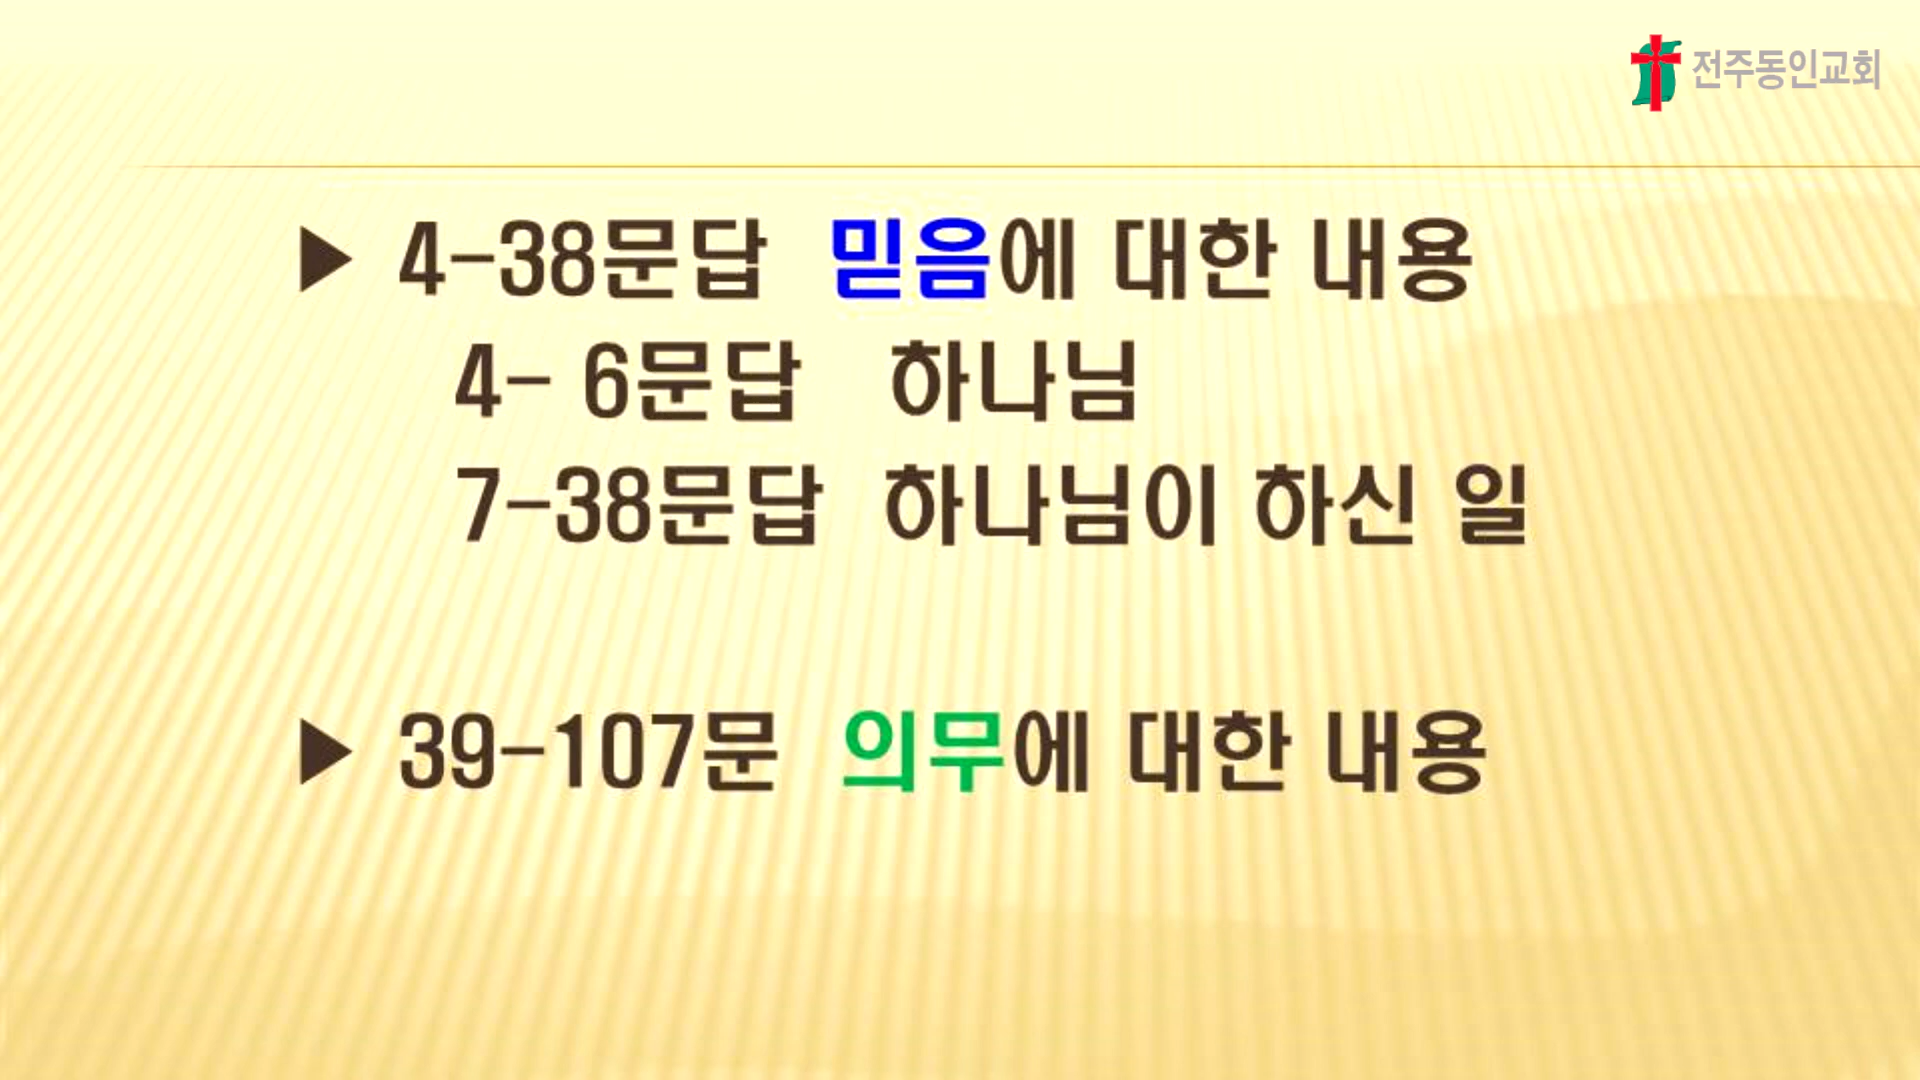 전주동인교회
▶ 4-38문답 믿음에 대한 내용
4- 6문답 하나님
7-38문답 하나님이 하신 일
▶ 39-107문 의무에 대한 내용